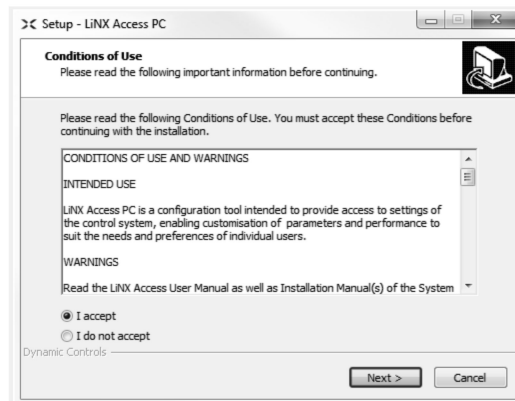 Setup - LiNX Access PC
Conditions of Use
Please read the following important information before continuing.
Please read the following Conditions of Use. You must accept these Conditions before
continuing with the installation.
CONDITIONS OF USE AND WARNINGS
INTENDED USE
LiNX Access PC is a configuration tool intended to provide access to settings of
the control system, enabling customisation of parameters and performance to
suit the needs and preferences of individual users.
WARNINGS
Read the LiNX Access User Manual as well as Installation Manual(s) of the System
I accept
I do not accept
Dynamic Controls
Next >
Cancel